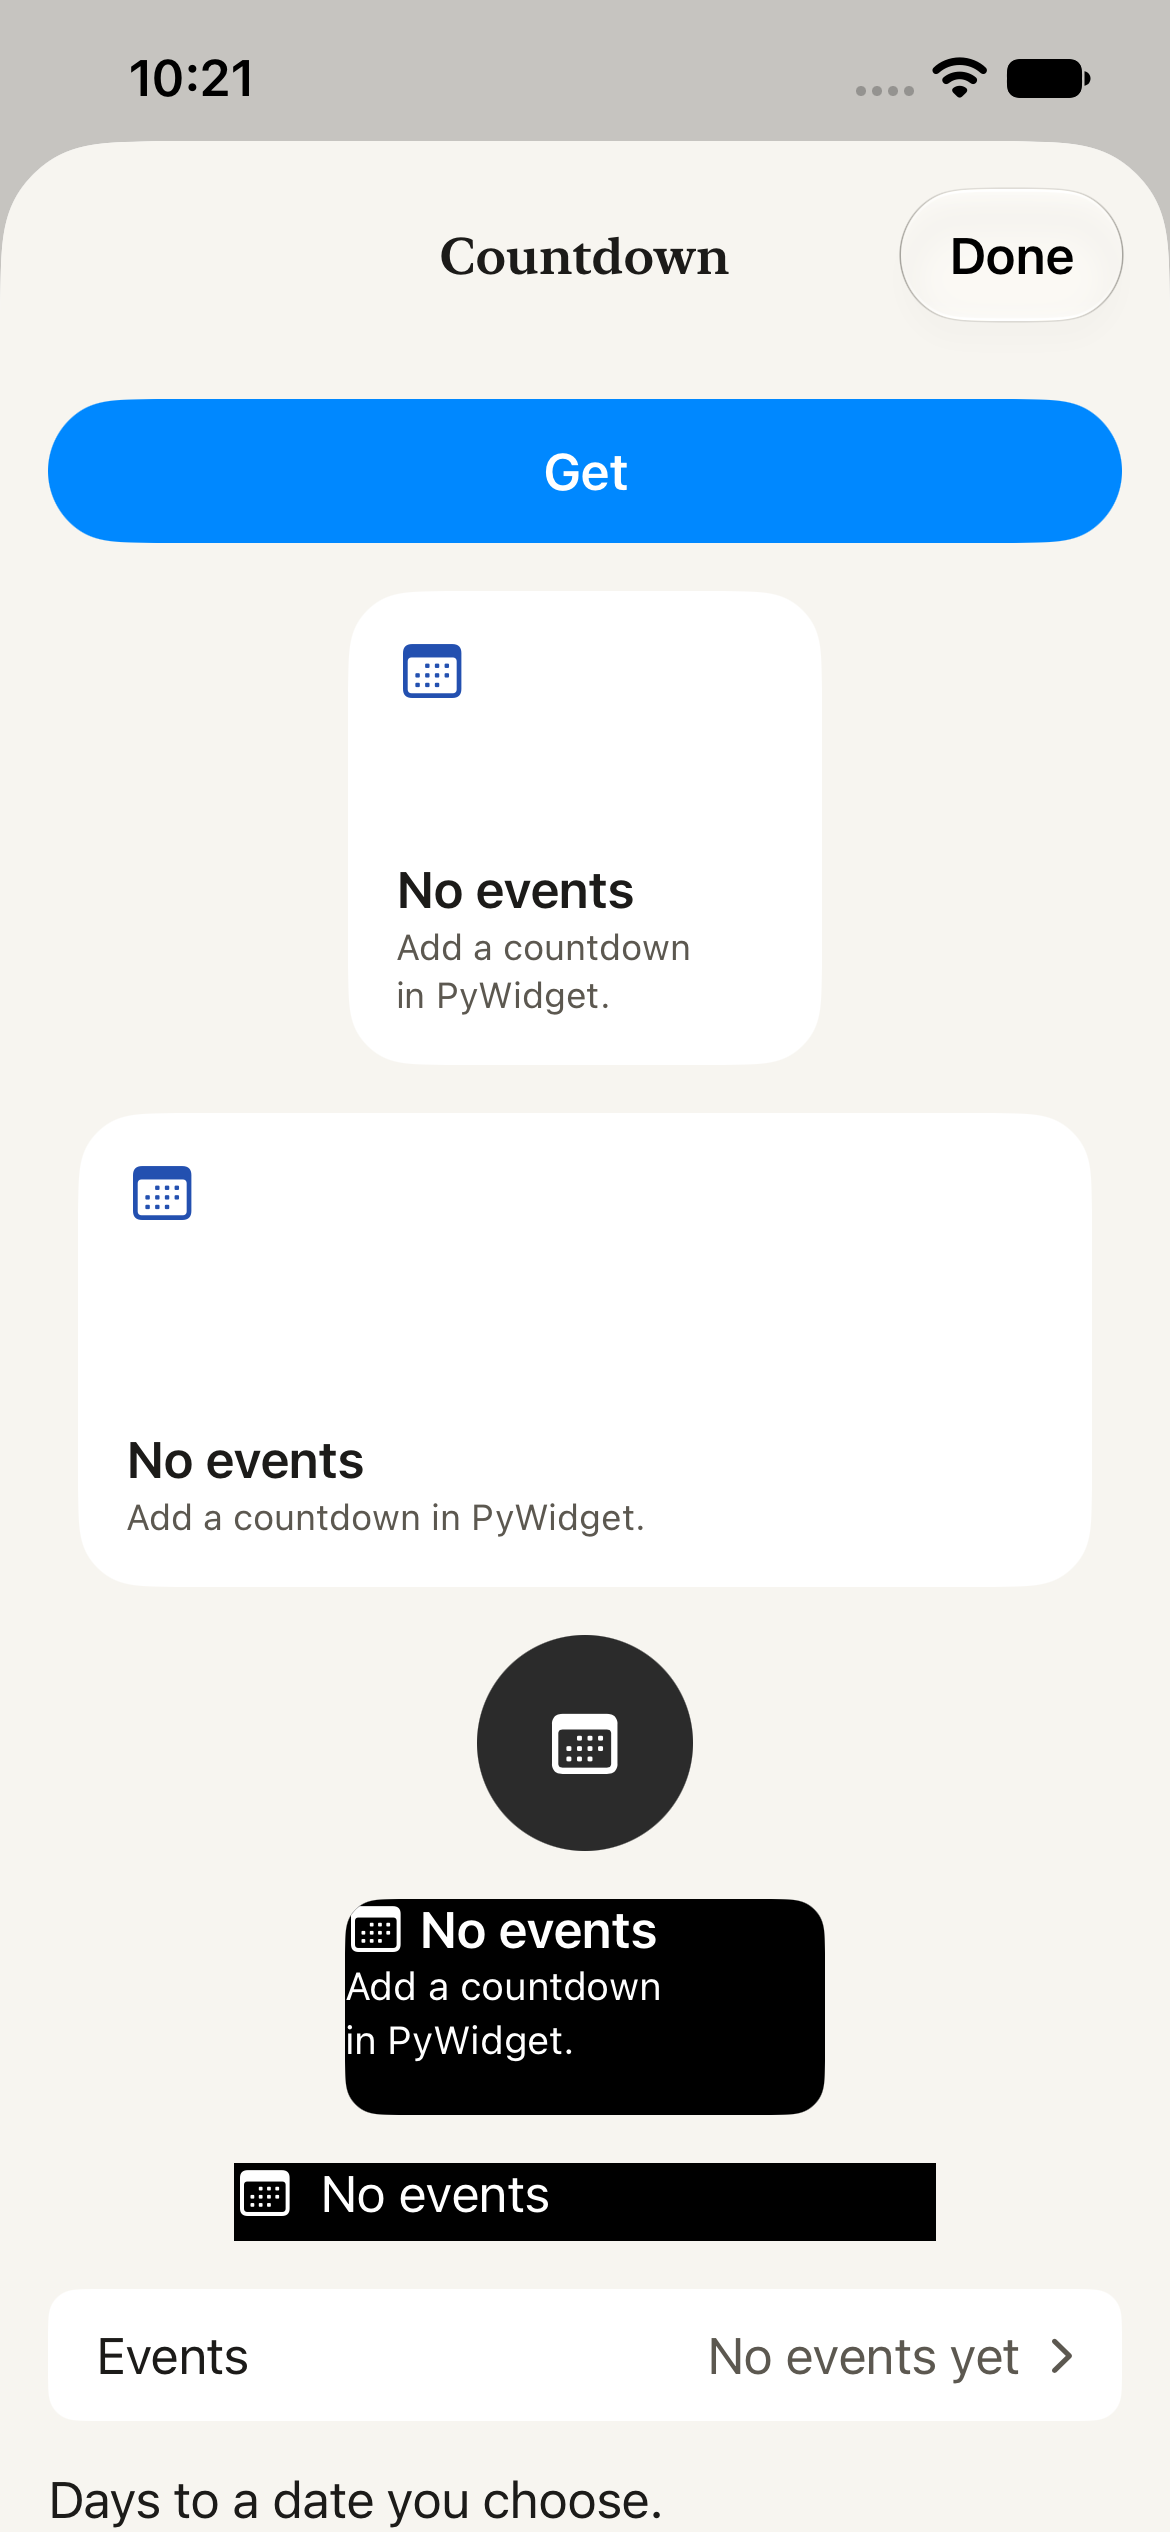 10:21
Countdown
Done
Get
No events
Add a countdown
in PyWidget.
No events
Add a countdown in PyWidget.
No events
Add a countdown
in PyWidget.
No events
Events
No events yet
Days to a date you choose.